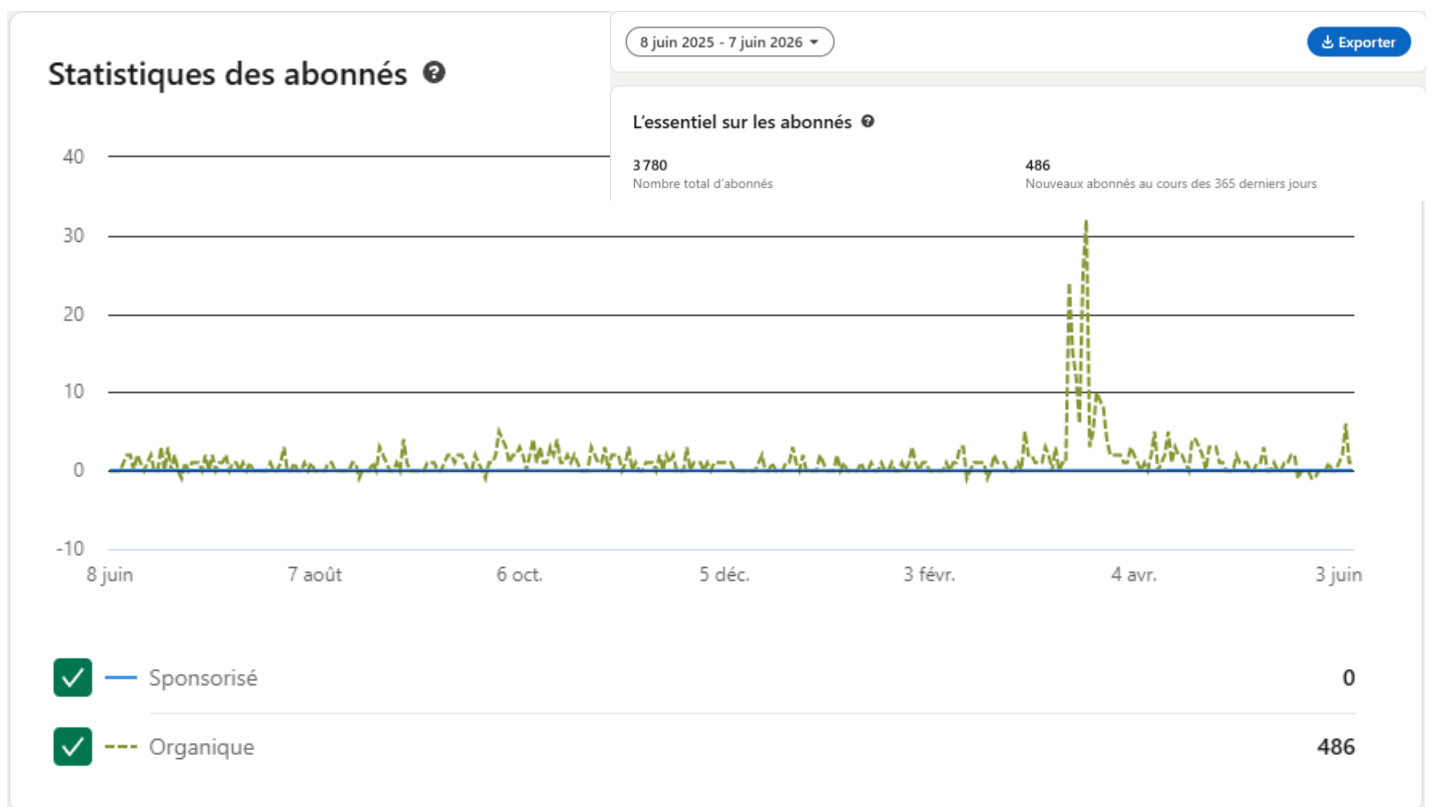 8 juin 2025 - 7 juin 2026
Exporter
Statistiques des abonnés
L'essentiel sur les abonnés
3 780
486
Nombre total d'abonnés
Nouveaux abonnés au cours des 365 derniers jours
40
30
20
10
0
-10
8 juin
7 août
6 oct.
5 déc.
3 févr.
4 avr.
3 juin
Sponsorisé
0
Organique
486